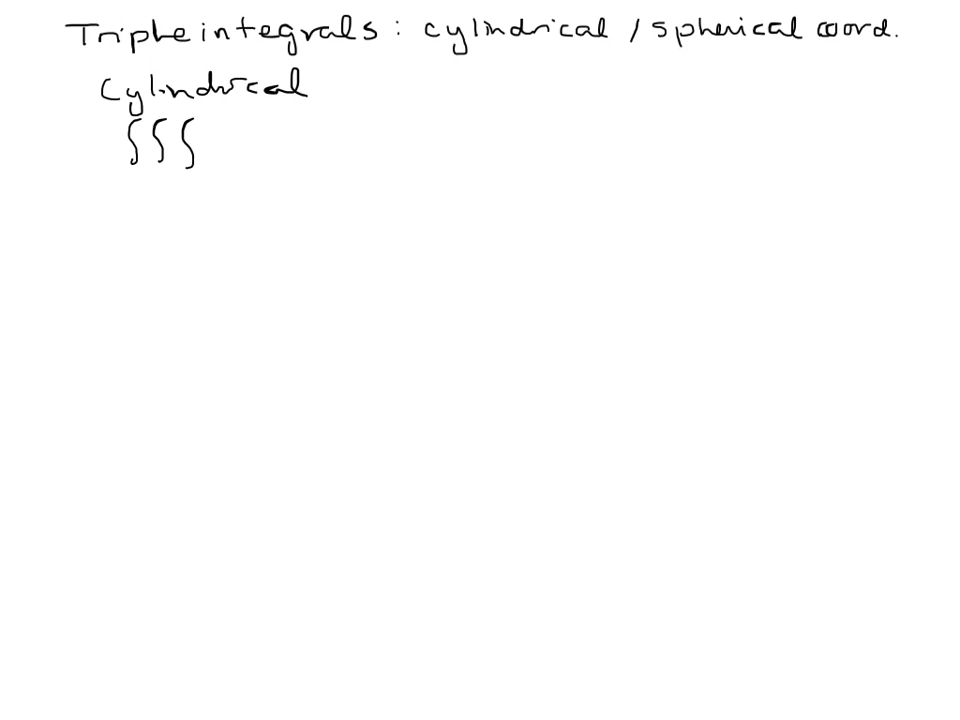 Triple integrals : cylindrical / spherical coord.
Cylindrical
∫∫∫